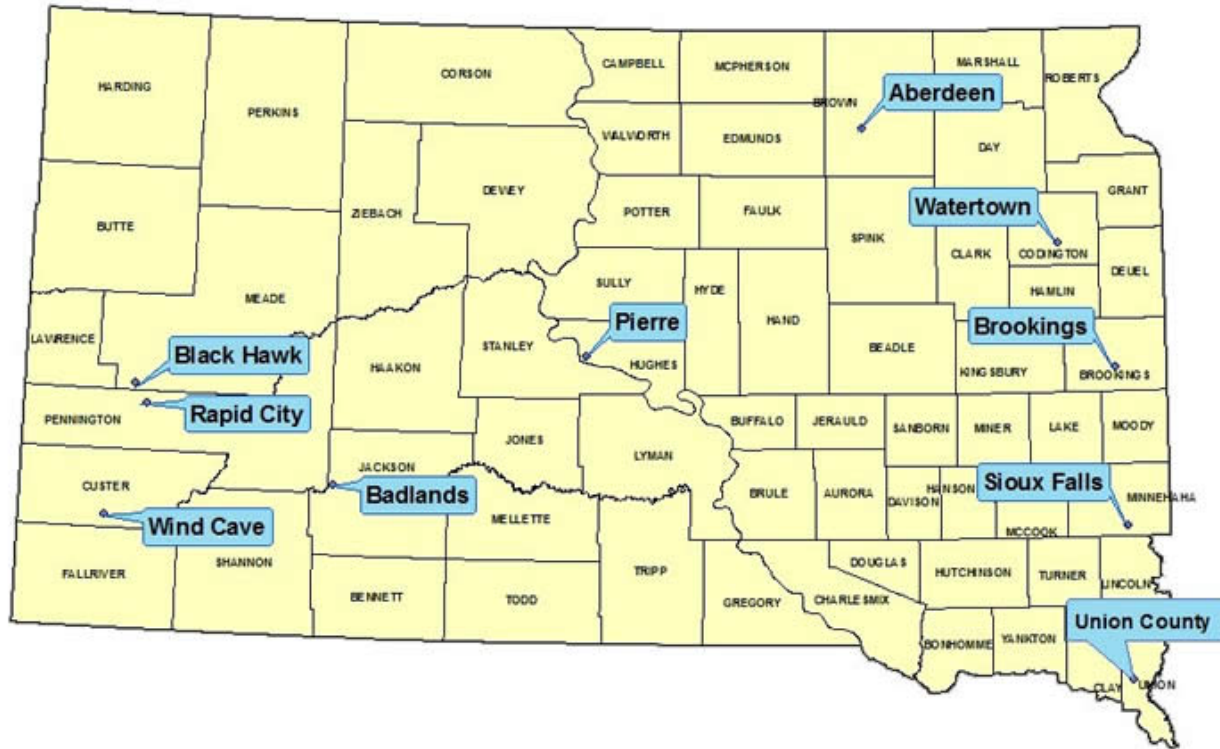 HARDING
PERKINS
CORSON
CAMPBELL
MCPHERSON
BROWN
MARSHALL
ROBERTS
Aberdeen
WALWORTH
EDMUNDS
DAY
BUTTE
ZIEBACH
DEWEY
POTTER
FAULK
SPINK
Watertown
GRANT
CLARK
CODINGTON
DEUEL
MEADE
SULLY
HYDE
HAND
HAMLIN
LAWRENCE
Black Hawk
HAAKON
STANLEY
Pierre
HUGHES
BEADLE
Brookings
KINGSBURY
BROOKINGS
PENNINGTON
Rapid City
JONES
LYMAN
BUFFALO
JERAULD
SANBORN
MINER
LAKE
MOODY
CUSTER
JACKSON
Badlands
BRULE
AURORA
DAVISON
HANSON
Sioux Falls
MINNEHAHA
Wind Cave
MELLETTE
MCCOOK
FALLRIVER
SHANNON
BENNETT
TODD
TRIPP
GREGORY
CHARLESMIX
DOUGLAS
HUTCHINSON
TURNER
LINCOLN
Union County
BONHOMME
YANKTON
CLAY
UNION